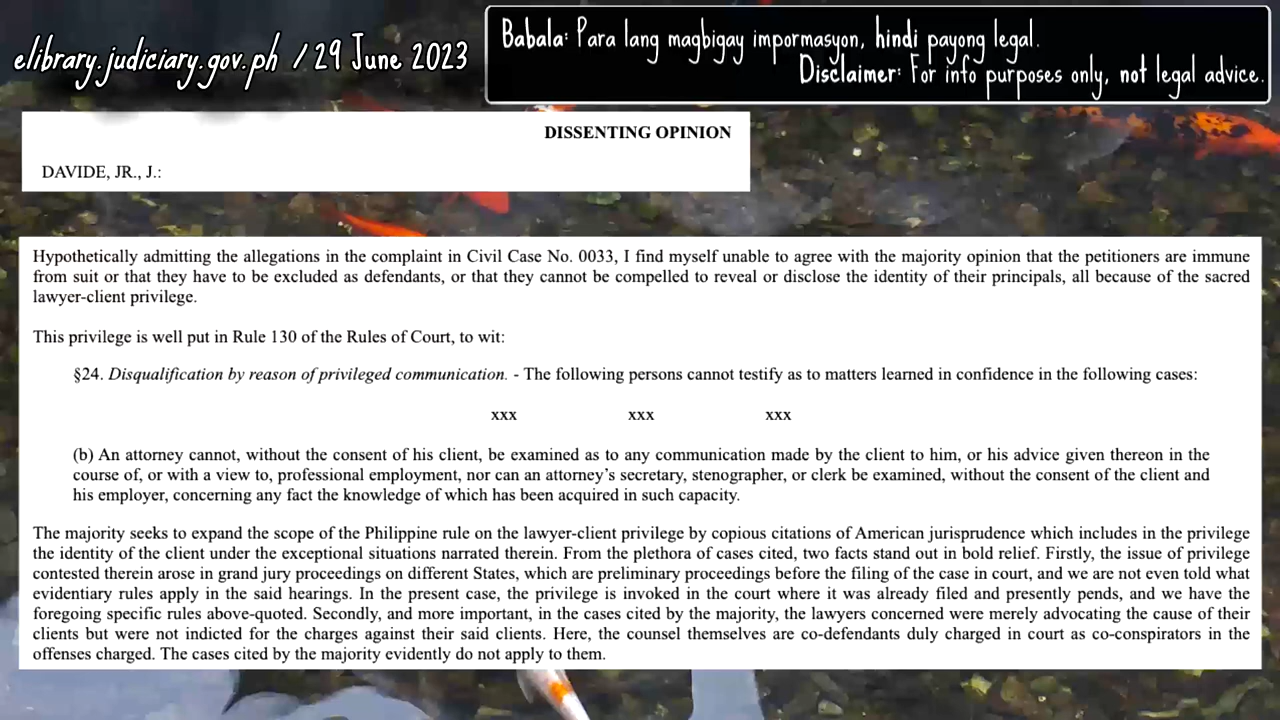 elibrary.judiciary.gov.ph / 29 June 2023
Babala: Para lang magbigay impormasyon, hindi payong legal.
Disclaimer: For info purposes only, not legal advice.
DISSENTING OPINION
DAVIDE, JR., J.:
Hypothetically admitting the allegations in the complaint in Civil Case No. 0033, I find myself unable to agree with the majority opinion that the petitioners are immune
from suit or that they have to be excluded as defendants, or that they cannot be compelled to reveal or disclose the identity of their principals, all because of the sacred
lawyer-client privilege.
This privilege is well put in Rule 130 of the Rules of Court, to wit:
§24. Disqualification by reason of privileged communication. - The following persons cannot testify as to matters learned in confidence in the following cases:
xxx xxx xxx
(b) An attorney cannot, without the consent of his client, be examined as to any communication made by the client to him, or his advice given thereon in the
course of, or with a view to, professional employment, nor can an attorney’s secretary, stenographer, or clerk be examined, without the consent of the client and
his employer, concerning any fact the knowledge of which has been acquired in such capacity.
The majority seeks to expand the scope of the Philippine rule on the lawyer-client privilege by copious citations of American jurisprudence which includes in the privilege
the identity of the client under the exceptional situations narrated therein. From the plethora of cases cited, two facts stand out in bold relief. Firstly, the issue of privilege
contested therein arose in grand jury proceedings on different States, which are preliminary proceedings before the filing of the case in court, and we are not even told what
evidentiary rules apply in the said hearings. In the present case, the privilege is invoked in the court where it was already filed and presently pends, and we have the
foregoing specific rules above-quoted. Secondly, and more important, in the cases cited by the majority, the lawyers concerned were merely advocating the cause of their
clients but were not indicted for the charges against their said clients. Here, the counsel themselves are co-defendants duly charged in court as co-conspirators in the
offenses charged. The cases cited by the majority evidently do not apply to them.